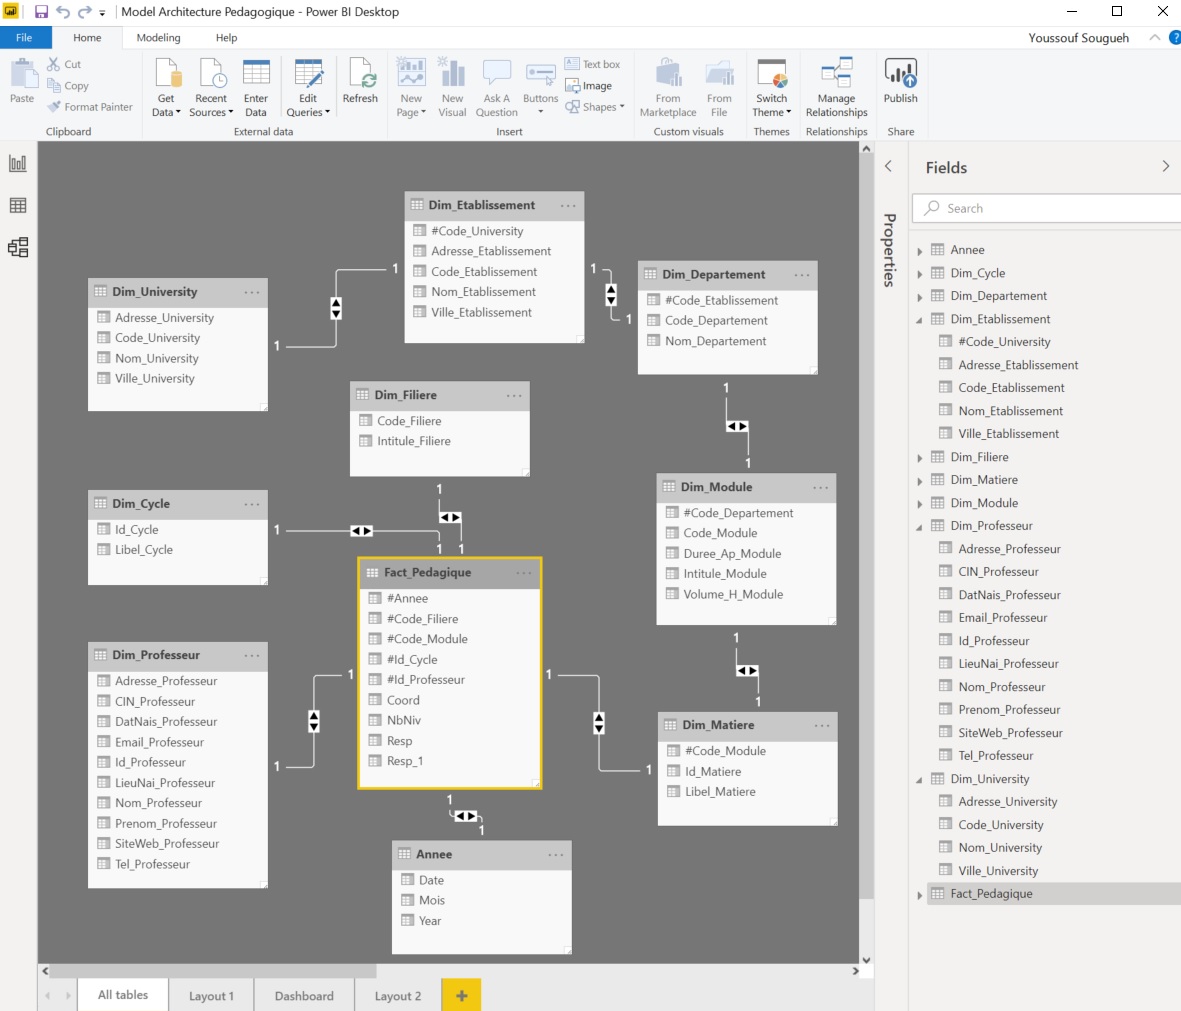 Model Architecture Pedagogique - Power BI Desktop
File Home Modeling Help
Youssouf Sougueh
?
Paste
Cut
Copy
Format Painter
Clipboard
Get Data
Recent Sources
Enter Data
Edit Queries
Refresh
External data
New Page
New Visual
Ask A Question
Buttons
Text box
Image
Shapes
Insert
From Marketplace
From File
Custom visuals
Switch Theme
Themes
Manage Relationships
Relationships
Publish
Share
Dim_Etablissement
#Code_University
Adresse_Etablissement
Code_Etablissement
Nom_Etablissement
Ville_Etablissement
1
1
Dim_Departement
#Code_Etablissement
Code_Departement
Nom_Departement
1
1
Dim_University
Adresse_University
Code_University
Nom_University
Ville_University
1
Dim_Filiere
Code_Filiere
Intitule_Filiere
1
1
Dim_Module
#Code_Departement
Code_Module
Duree_Ap_Module
Intitule_Module
Volume_H_Module
1
Dim_Cycle
Id_Cycle
Libel_Cycle
1
1 1
Fact_Pedagique
#Annee
#Code_Filiere
#Code_Module
#Id_Cycle
#Id_Professeur
Coord
NbNiv
Resp
Resp_1
1
1
1
Dim_Professeur
Adresse_Professeur
CIN_Professeur
DatNais_Professeur
Email_Professeur
Id_Professeur
LieuNai_Professeur
Nom_Professeur
Prenom_Professeur
SiteWeb_Professeur
Tel_Professeur
1
1
Dim_Matiere
#Code_Module
Id_Matiere
Libel_Matiere
1
1
Annee
Date
Mois
Year
Properties
Fields
Search
Annee
Dim_Cycle
Dim_Departement
Dim_Etablissement
#Code_University
Adresse_Etablissement
Code_Etablissement
Nom_Etablissement
Ville_Etablissement
Dim_Filiere
Dim_Matiere
Dim_Module
Dim_Professeur
Adresse_Professeur
CIN_Professeur
DatNais_Professeur
Email_Professeur
Id_Professeur
LieuNai_Professeur
Nom_Professeur
Prenom_Professeur
SiteWeb_Professeur
Tel_Professeur
Dim_University
Adresse_University
Code_University
Nom_University
Ville_University
Fact_Pedagique
All tables Layout 1 Dashboard Layout 2 +